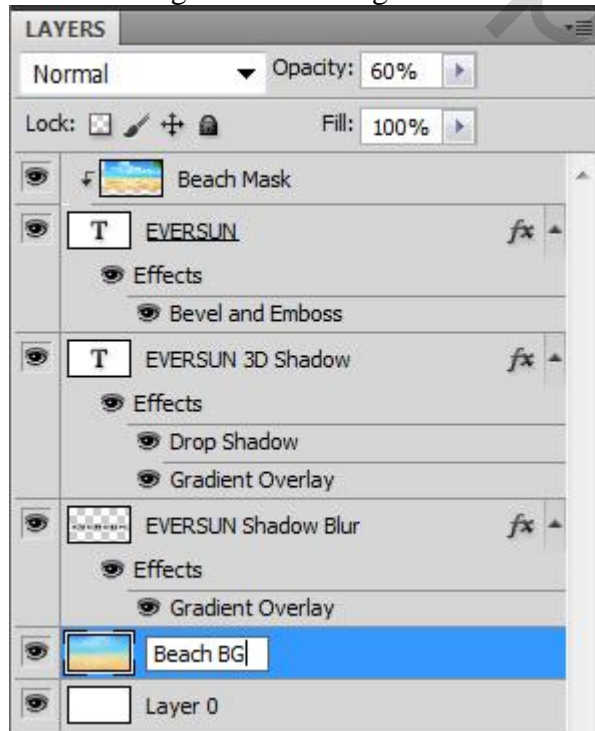 LAYERS
Normal Opacity: 60%
Lock: Fill: 100%
Beach Mask
T EVERSUN fx
Effects
Bevel and Emboss
T EVERSUN 3D Shadow fx
Effects
Drop Shadow
Gradient Overlay
EVERSUN Shadow Blur fx
Effects
Gradient Overlay
Beach BG
Layer 0